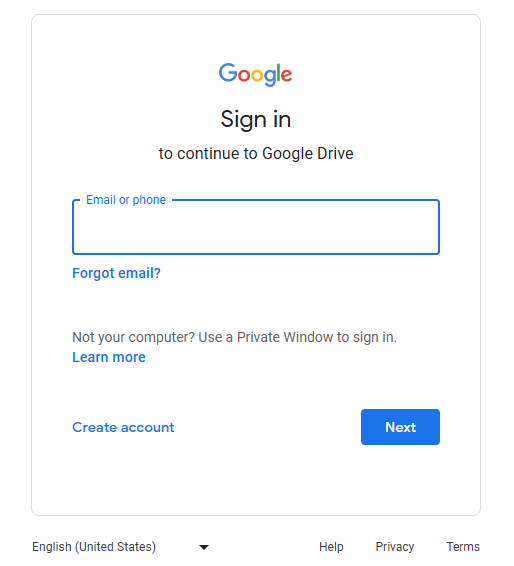 Google
Sign in
to continue to Google Drive
Email or phone
Forgot email?
Not your computer? Use a Private Window to sign in.
Learn more
Create account
Next
English (United States)
Help
Privacy
Terms